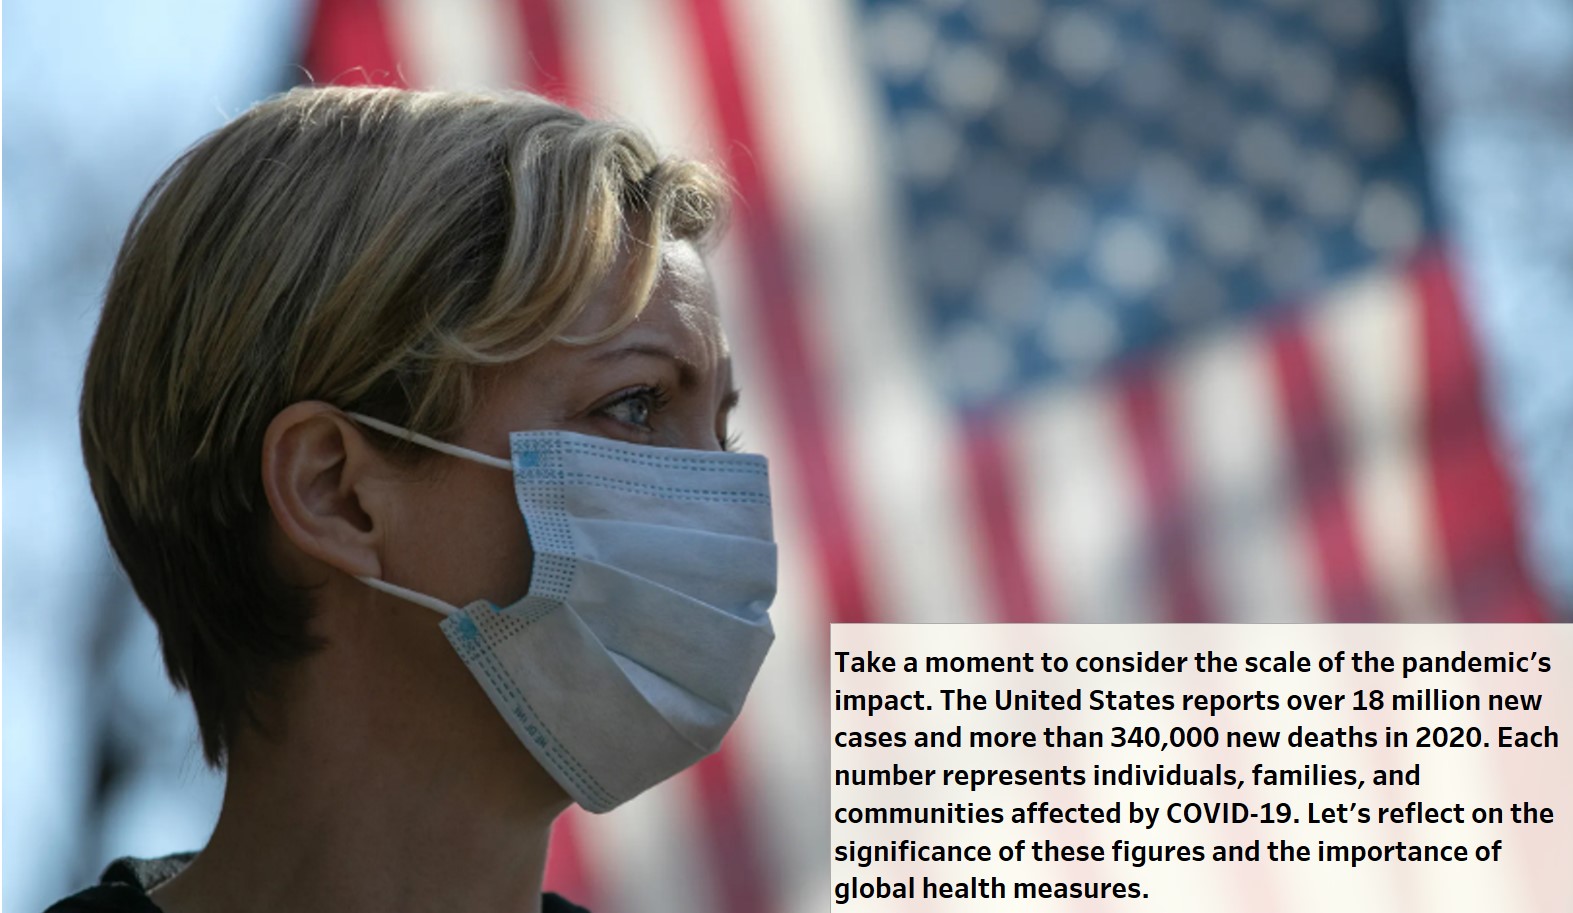 Take a moment to consider the scale of the pandemic's
impact. The United States reports over 18 million new
cases and more than 340,000 new deaths in 2020. Each
number represents individuals, families, and
communities affected by COVID-19. Let's reflect on the
significance of these figures and the importance of
global health measures.